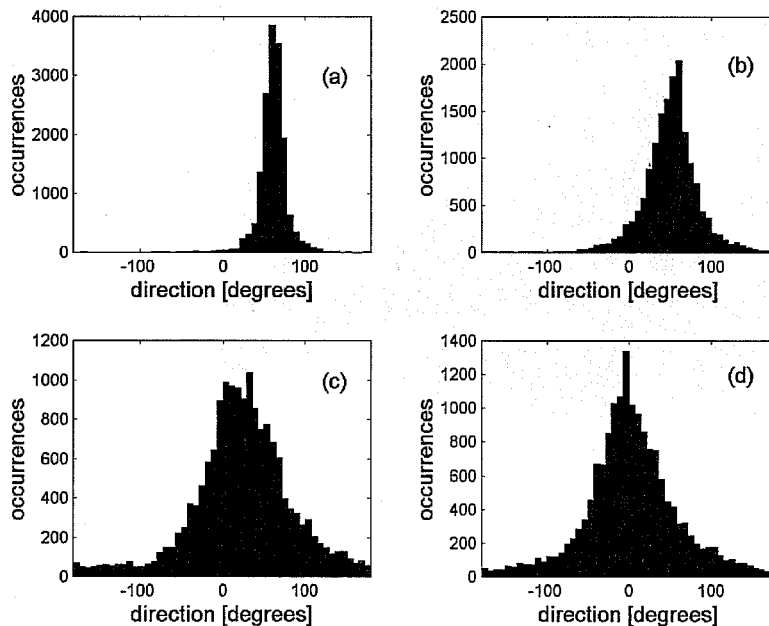 4000
3000
2000
1000
0
occurrences
(a)
-100 0 100
direction [degrees]
2500
2000
1500
1000
500
0
occurrences
(b)
-100 0 100
direction [degrees]
1200
1000
800
600
400
200
0
occurrences
(c)
-100 0 100
direction [degrees]
1400
1200
1000
800
600
400
200
0
occurrences
(d)
-100 0 100
direction [degrees]